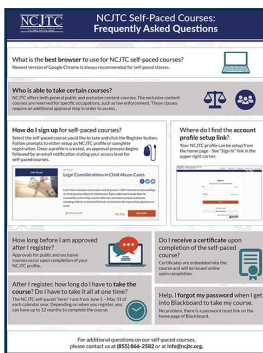 NCJTC
NCJTC Self-Paced Courses:
Frequently Asked Questions
What is the best browser to use for NCJTC self-paced courses?
Newest version of Google Chrome is always recommended for self-paced classes.
Who is able to take certain courses?
NCJTC offers both general public and exclusive content courses. The exclusive content
courses are reserved for specific occupations, such as law enforcement. These classes
require an additional approval step in order to access.
How do I sign up for self-paced courses?
Select the self-paced course you'd like to take and click the Register button.
Follow prompts to either setup an NCJTC profile or complete
registration. Once a profile is created, an approval process begins
followed by an email notification stating your access level for
self-paced courses.
Legal Considerations in Child Abuse Cases
Where do I find the account
profile setup link?
Your NCJTC profile can be setup from
the home page - See "Sign In" link in the
upper right corner.
How long before I am approved
after I register?
Approvals for public and exclusive
courses occur upon completion of your
NCJTC profile.
Do I receive a certificate upon
completion of the self-paced
course?
Certificates are embedded into the
course and will be issued online
upon completion.
After I register, how long do I have to take the
course? Do I have to take it all at one time?
The NCJTC self-paced "term" runs from June 1 - May 31 of
each calendar year. Depending on when you register, you
can have up to 12 months to complete the course.
Help, I forgot my password when I get
into Blackboard to take my course.
No problem, there is a password reset link on the
home page of Blackboard.
For additional questions on our self-paced courses,
please contact us at (855) 866-2582 or at info@ncjtc.org.